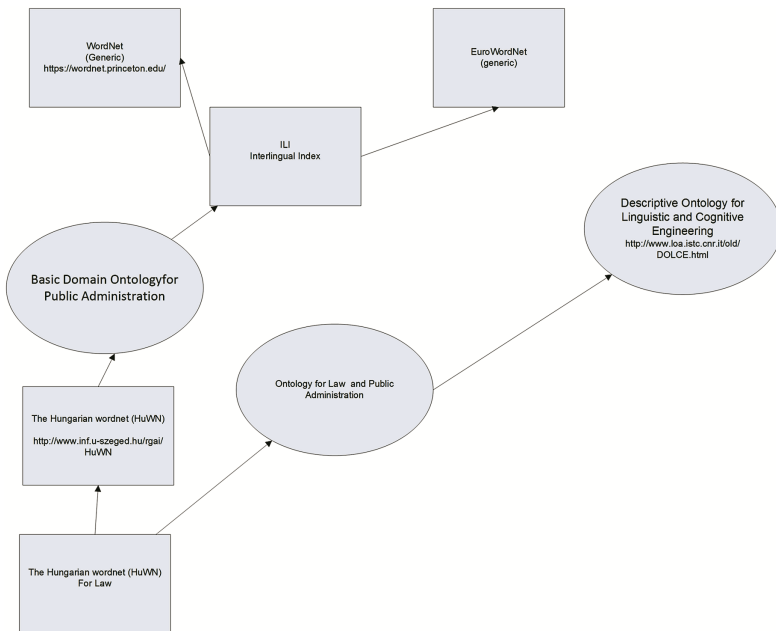 WordNet
(Generic)
https://wordnet.princeton.edu/
EuroWordNet
(generic)
ILI
Interlingual Index
Descriptive Ontology for
Linguistic and Cognitive
Engineering
http://www.loa.istc.cnr.it/old/
DOLCE.html
Basic Domain Ontologyfor
Public Administration
Ontology for Law and Public
Administration
The Hungarian wordnet (HuWN)
http://www.inf.u-szeged.hu/rgai/
HuWN
The Hungarian wordnet (HuWN)
For Law